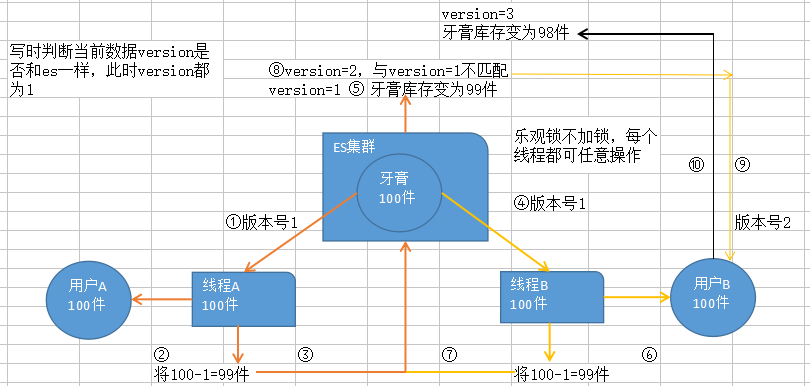 version=3
牙膏库存变为98件
写时判断当前数据version是
否和es一样，此时version都
为1
⑧version=2，与version=1不匹配
version=1 ⑤ 牙膏库存变为99件
乐观锁不加锁，每个
线程都可任意操作
ES集群
牙膏
100件
⑩
⑨
①版本号1
④版本号1
版本号2
用户A
100件
线程A
100件
线程B
100件
用户B
100件
②
③
⑦
⑥
将100-1=99件
将100-1=99件